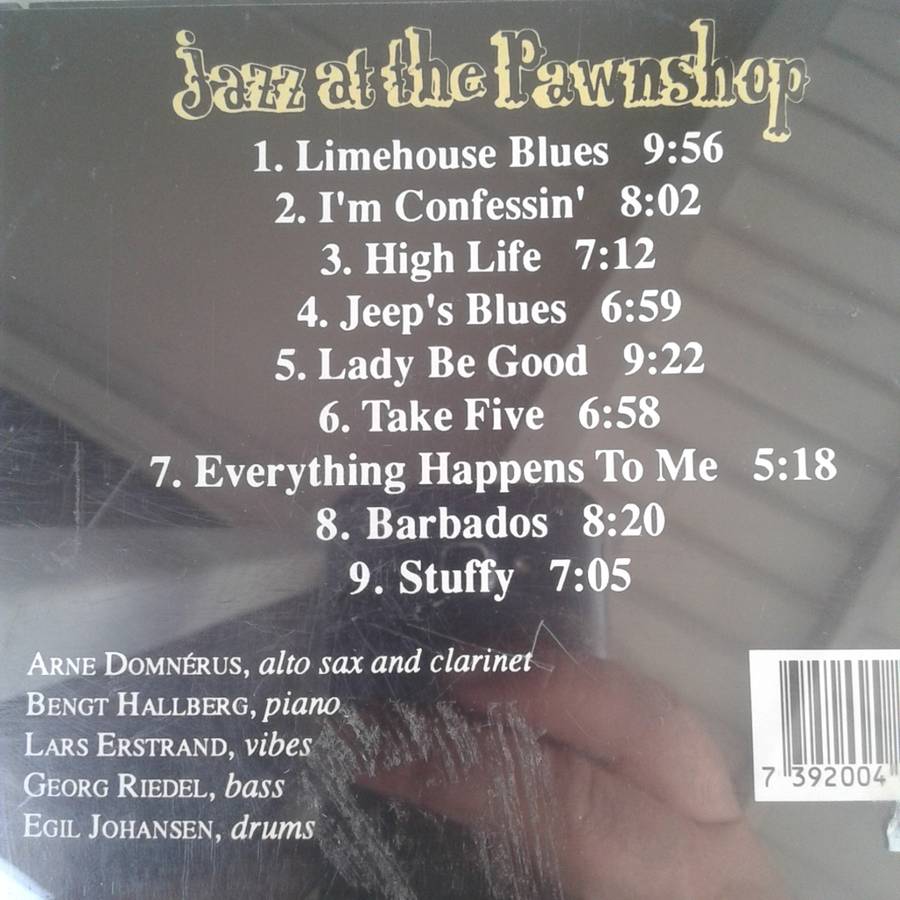 Jazz at the Pawnshop
1. Limehouse Blues 9:56
2. I'm Confessin' 8:02
3. High Life 7:12
4. Jeep's Blues 6:59
5. Lady Be Good 9:22
6. Take Five 6:58
7. Everything Happens To Me 5:18
8. Barbados 8:20
9. Stuffy 7:05
ARNE DOMNÉRUS, alto sax and clarinet
BENGT HALLBERG, piano
LARS ERSTRAND, vibes
GEORG RIEDEL, bass
EGIL JOHANSEN, drums
7 392004